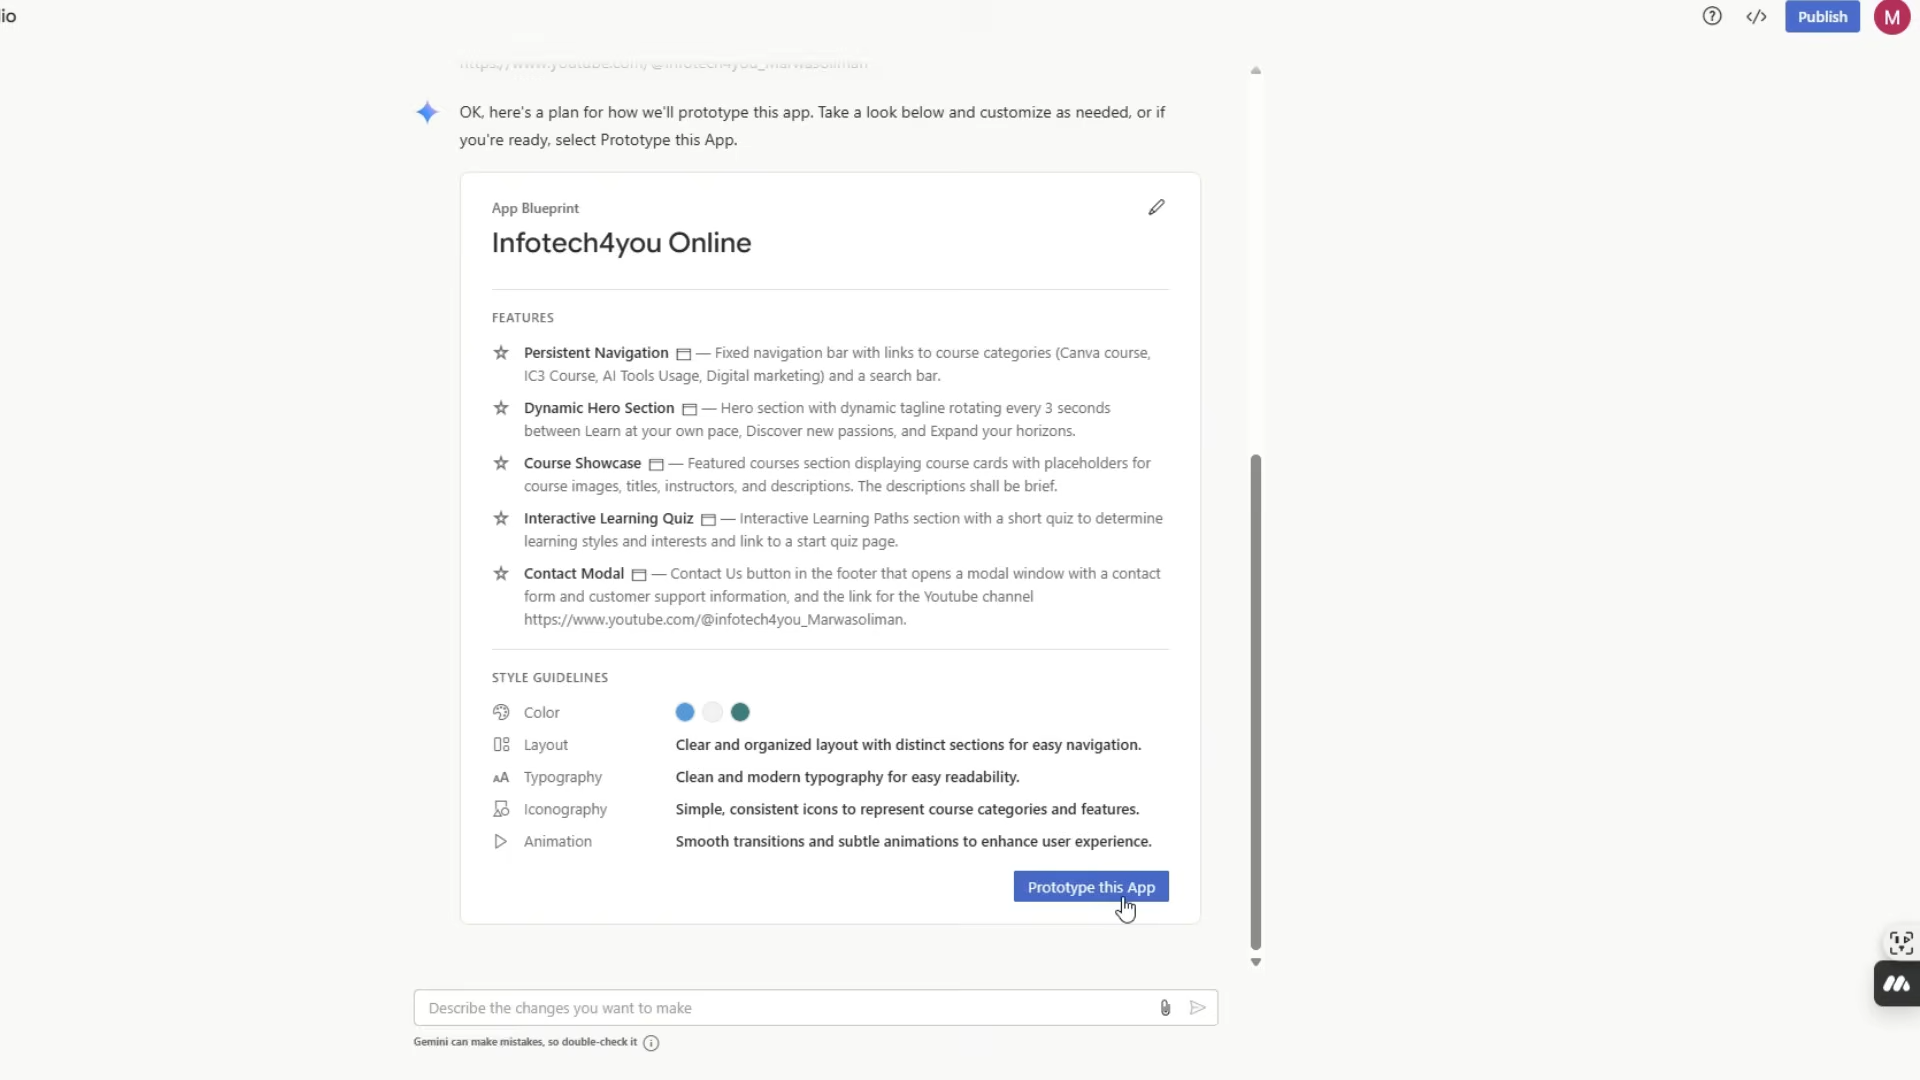 io
Publish
M
https://www.youtube.com/@infotech4you_Marwasoliman
OK, here's a plan for how we'll prototype this app. Take a look below and customize as needed, or if
you're ready, select Prototype this App.
App Blueprint
Infotech4you Online
FEATURES
Persistent Navigation — Fixed navigation bar with links to course categories (Canva course,
IC3 Course, AI Tools Usage, Digital marketing) and a search bar.
Dynamic Hero Section — Hero section with dynamic tagline rotating every 3 seconds
between Learn at your own pace, Discover new passions, and Expand your horizons.
Course Showcase — Featured courses section displaying course cards with placeholders for
course images, titles, instructors, and descriptions. The descriptions shall be brief.
Interactive Learning Quiz — Interactive Learning Paths section with a short quiz to determine
learning styles and interests and link to a start quiz page.
Contact Modal — Contact Us button in the footer that opens a modal window with a contact
form and customer support information, and the link for the Youtube channel
https://www.youtube.com/@infotech4you_Marwasoliman.
STYLE GUIDELINES
Color
Layout Clear and organized layout with distinct sections for easy navigation.
Typography Clean and modern typography for easy readability.
Iconography Simple, consistent icons to represent course categories and features.
Animation Smooth transitions and subtle animations to enhance user experience.
Prototype this App
Describe the changes you want to make
Gemini can make mistakes, so double-check it